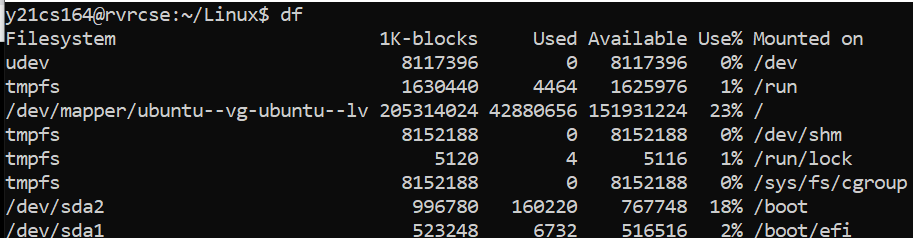 y21cs164@rvrcse:~/Linux$ df
Filesystem                        1K-blocks     Used Available Use% Mounted on
udev                                8117396        0   8117396   0% /dev
tmpfs                               1630440     4464   1625976   1% /run
/dev/mapper/ubuntu--vg-ubuntu--lv 205314024 42880656 151931224  23% /
tmpfs                               8152188        0   8152188   0% /dev/shm
tmpfs                                  5120        4      5116   1% /run/lock
tmpfs                               8152188        0   8152188   0% /sys/fs/cgroup
/dev/sda2                            996780   160220    767748  18% /boot
/dev/sda1                            523248     6732    516516   2% /boot/efi